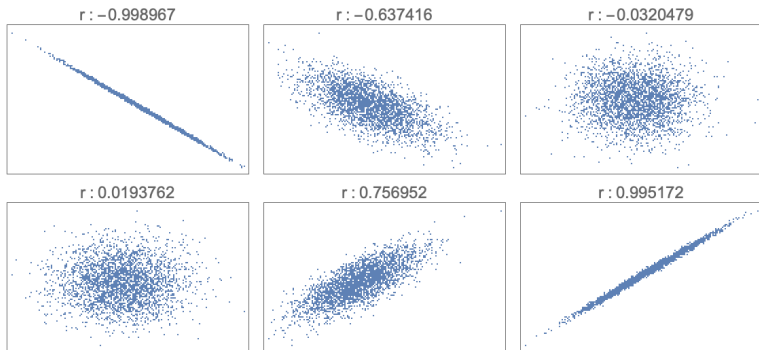 r : −0.998967
r : −0.637416
r : −0.0320479
r : 0.0193762
r : 0.756952
r : 0.995172